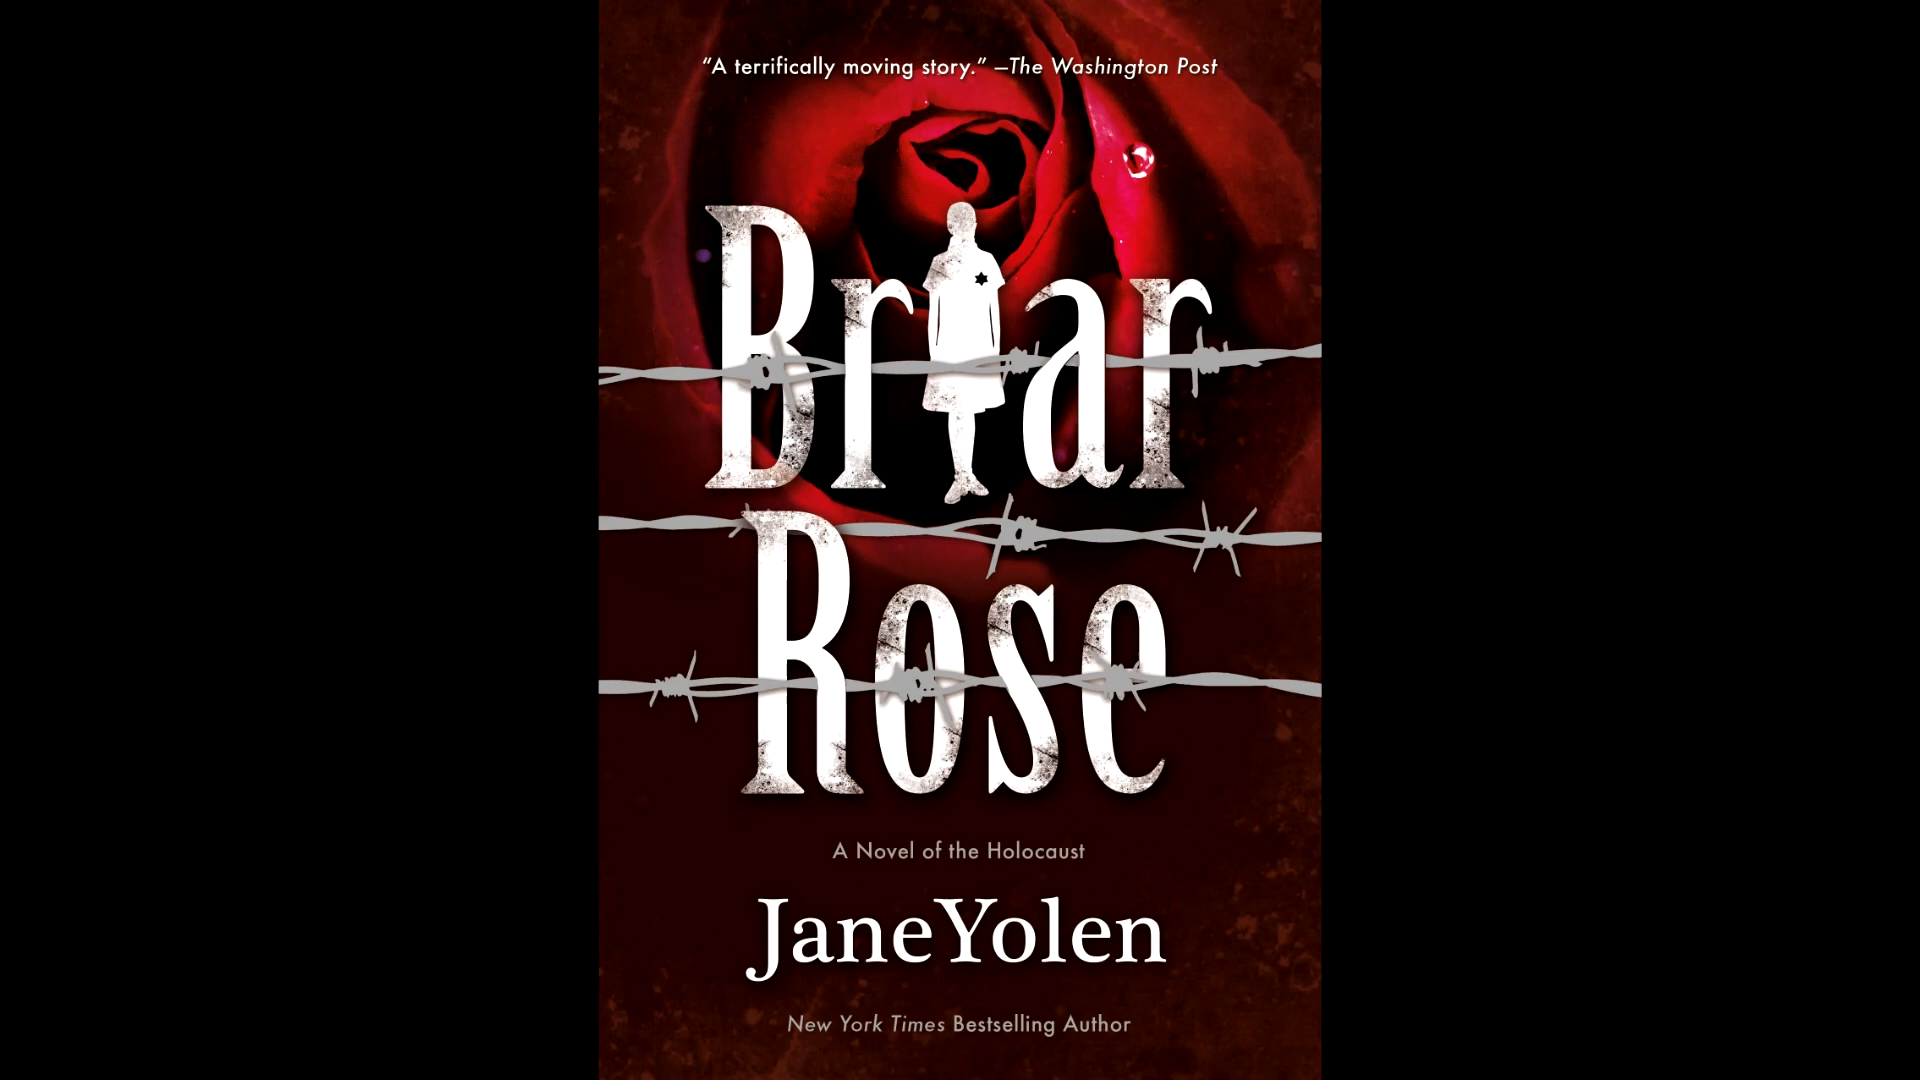 “A terrifically moving story.” —The Washington Post
Briar
Rose
A Novel of the Holocaust
Jane Yolen
New York Times Bestselling Author